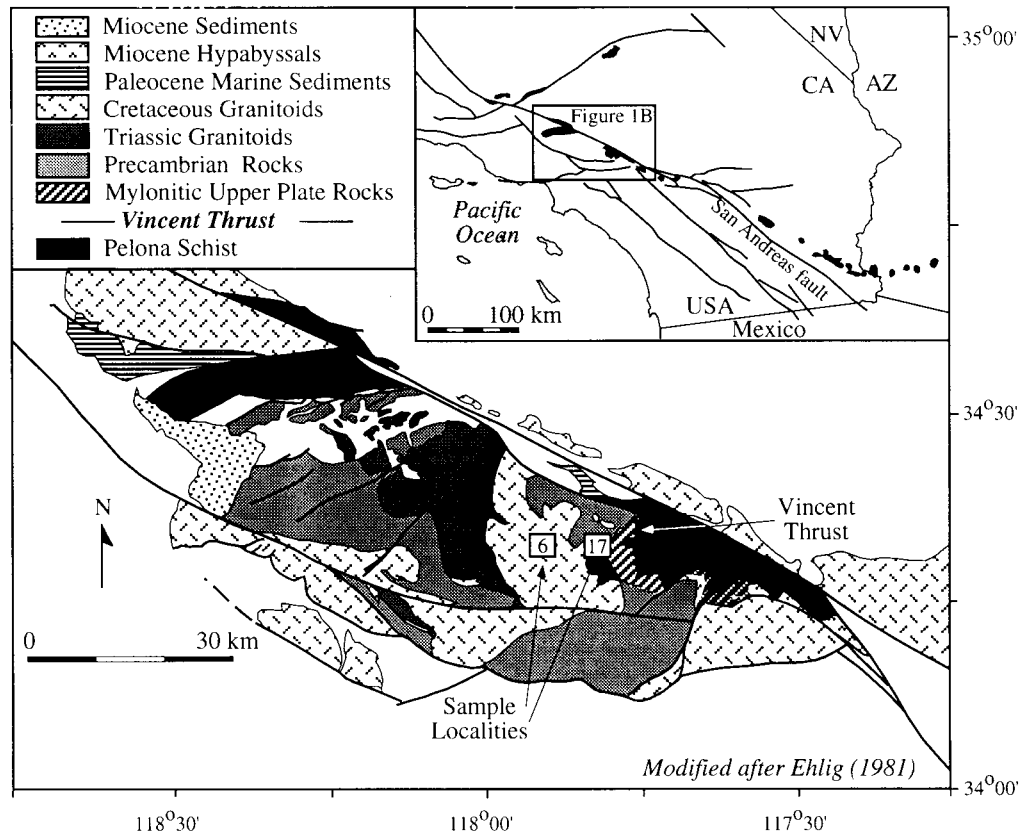 Miocene Sediments
Miocene Hypabyssals
Paleocene Marine Sediments
Cretaceous Granitoids
Triassic Granitoids
Precambrian Rocks
Mylonitic Upper Plate Rocks
Vincent Thrust
Pelona Schist
NV
CA
AZ
Figure 1B
Pacific
Ocean
San Andreas fault
USA
Mexico
0 100 km
35°00'
34°30'
34°00'
N
0 30 km
6
17
Vincent
Thrust
Sample
Localities
Modified after Ehlig (1981)
118°30'
118°00'
117°30'